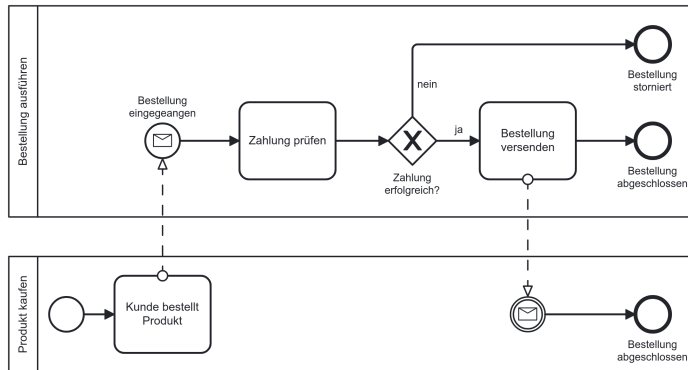 Bestellung ausführen
Bestellung
eingegeangen
Zahlung prüfen
nein
ja
Zahlung
erfolgreich?
Bestellung
versenden
Bestellung
storniert
Bestellung
abgeschlossen
Produkt kaufen
Kunde bestellt
Produkt
Bestellung
abgeschlossen